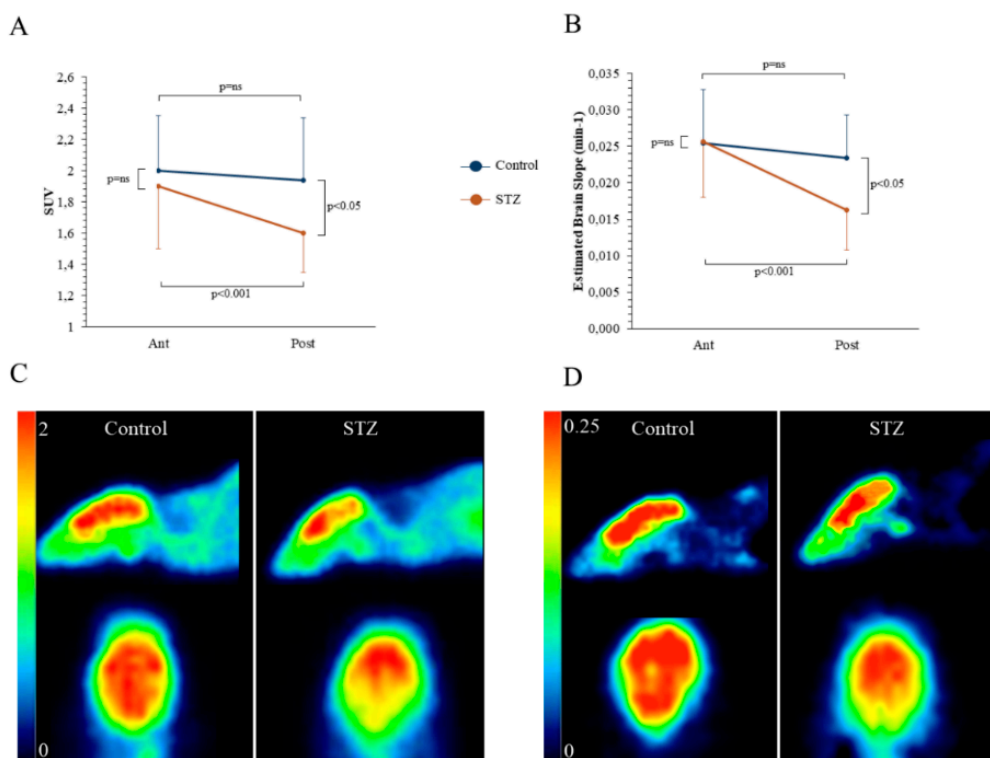 A
B
SUV
2,6
2,4
2,2
2
1,8
1,6
1,4
1,2
1
p=ns
p=ns
p<0.05
p<0.001
Ant
Post
Control
STZ
Estimated Brain Slope (min-1)
0,035
0,030
0,025
0,020
0,015
0,010
0,005
0,000
p=ns
p=ns
p<0.05
p<0.001
Ant
Post
C
D
2
Control
STZ
0
0.25
Control
STZ
0